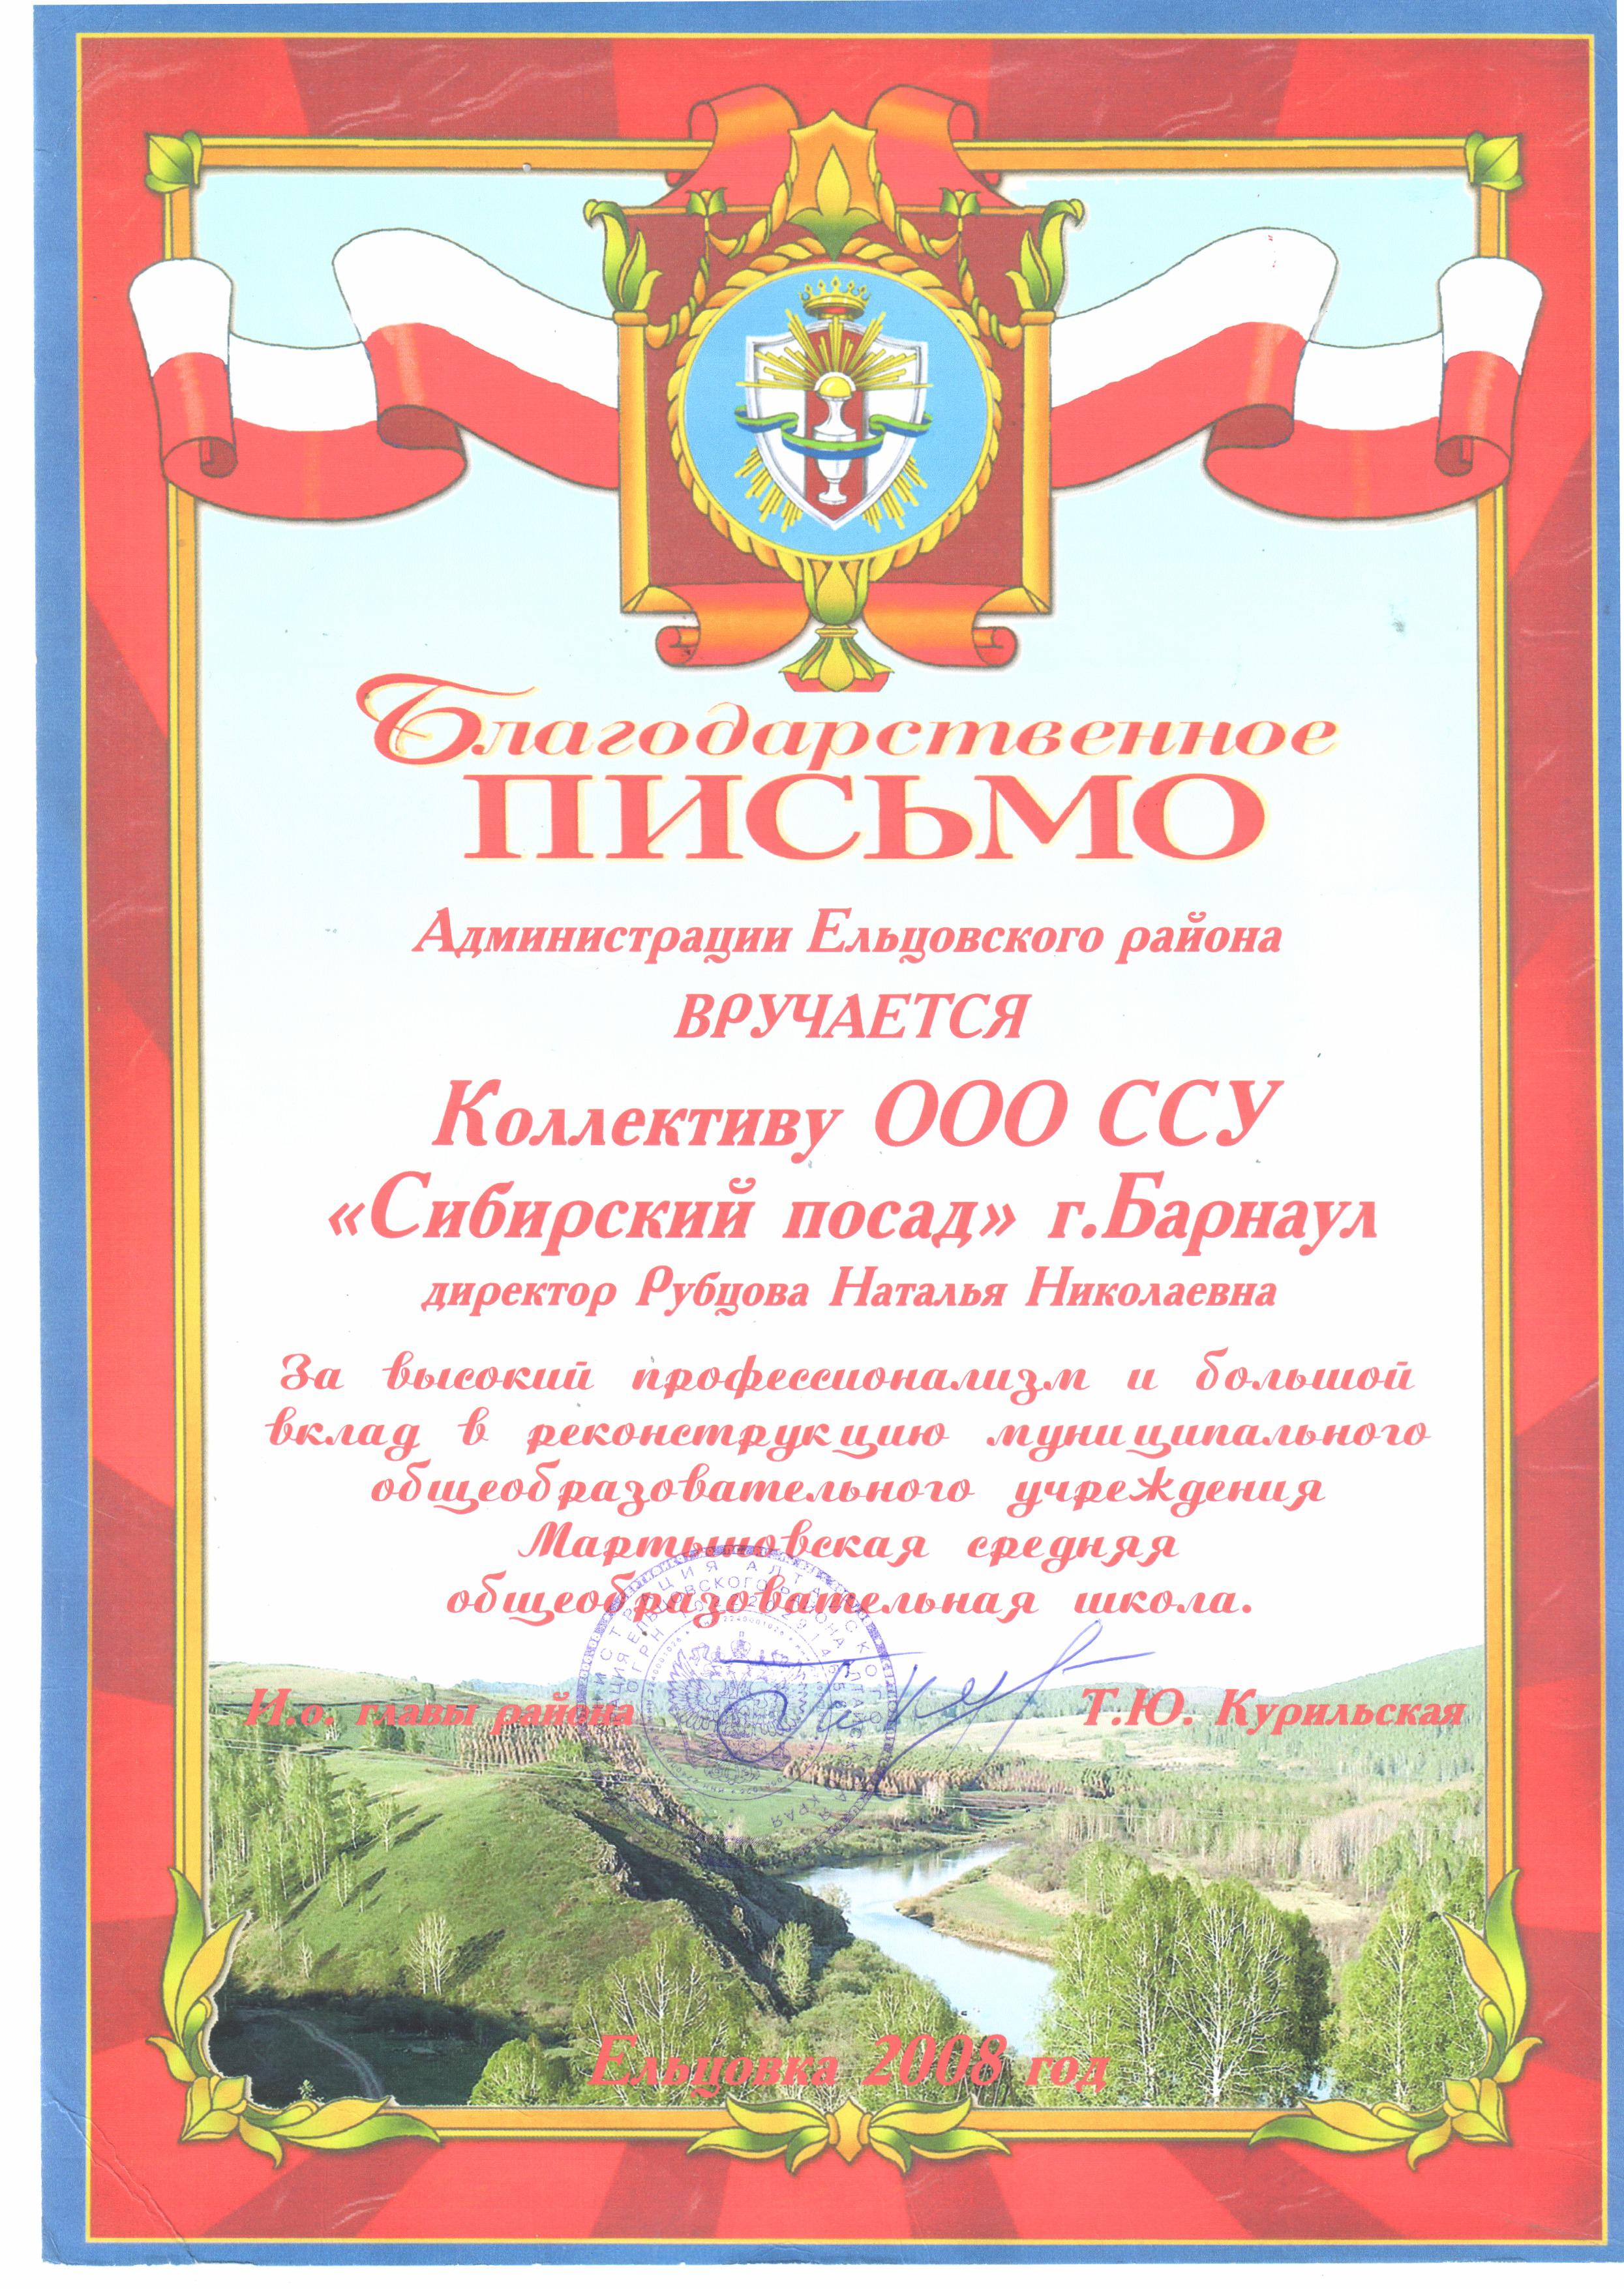 Благодарственное
ПИСЬМО
Администрации Ельцовского района
ВРУЧАЕТСЯ
Коллективу ООО ССУ
«Сибирский посад» г.Барнаул
директор Рубцова Наталья Николаевна
За высокий профессионализм и большой
вклад в реконструкцию муниципального
общеобразовательного учреждения
Мартыновская средняя
общеобразовательная школа.
И.о. главы района
Т.Ю. Курильская
Ельцовка 2008 год